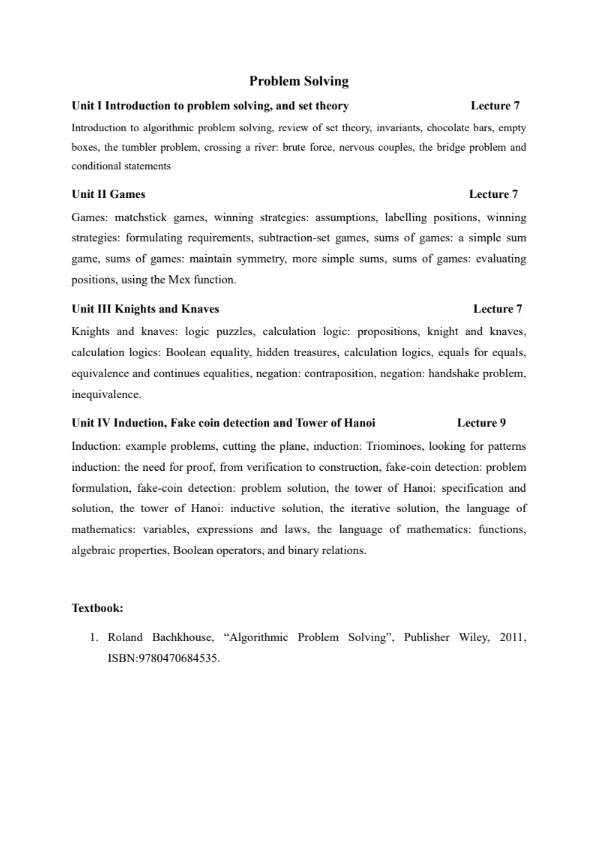 Problem Solving
Unit I Introduction to problem solving, and set theory Lecture 7
Introduction to algorithmic problem solving, review of set theory, invariants, chocolate bars, empty
boxes, the tumbler problem, crossing a river: brute force, nervous couples, the bridge problem and
conditional statements
Unit II Games Lecture 7
Games: matchstick games, winning strategies: assumptions, labelling positions, winning
strategies: formulating requirements, subtraction-set games, sums of games: a simple sum
game, sums of games: maintain symmetry, more simple sums, sums of games: evaluating
positions, using the Mex function.
Unit III Knights and Knaves Lecture 7
Knights and knaves: logic puzzles, calculation logic: propositions, knight and knaves,
calculation logics: Boolean equality, hidden treasures, calculation logics, equals for equals,
equivalence and continues equalities, negation: contraposition, negation: handshake problem,
inequivalence.
Unit IV Induction, Fake coin detection and Tower of Hanoi Lecture 9
Induction: example problems, cutting the plane, induction: Triominoes, looking for patterns
induction: the need for proof, from verification to construction, fake-coin detection: problem
formulation, fake-coin detection: problem solution, the tower of Hanoi: specification and
solution, the tower of Hanoi: inductive solution, the iterative solution, the language of
mathematics: variables, expressions and laws, the language of mathematics: functions,
algebraic properties, Boolean operators, and binary relations.
Textbook:
1. Roland Bachkhouse, “Algorithmic Problem Solving”, Publisher Wiley, 2011,
ISBN:9780470684535.